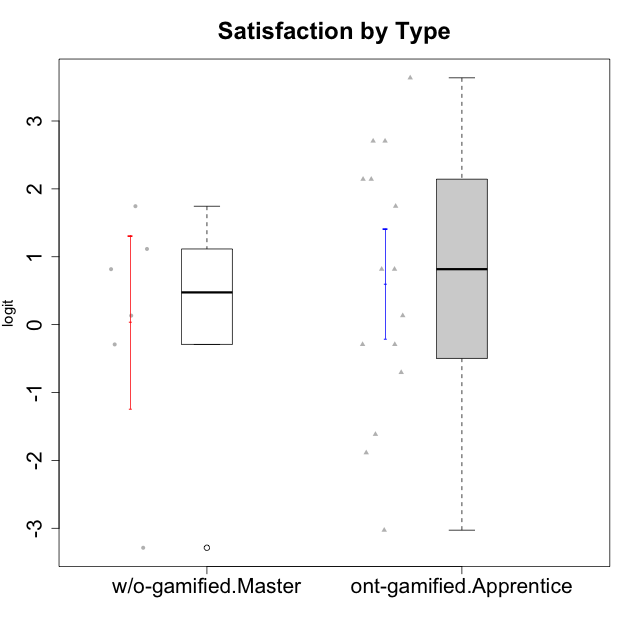 Satisfaction by Type
logit
3
2
1
0
-1
-2
-3
w/o-gamified.Master ont-gamified.Apprentice